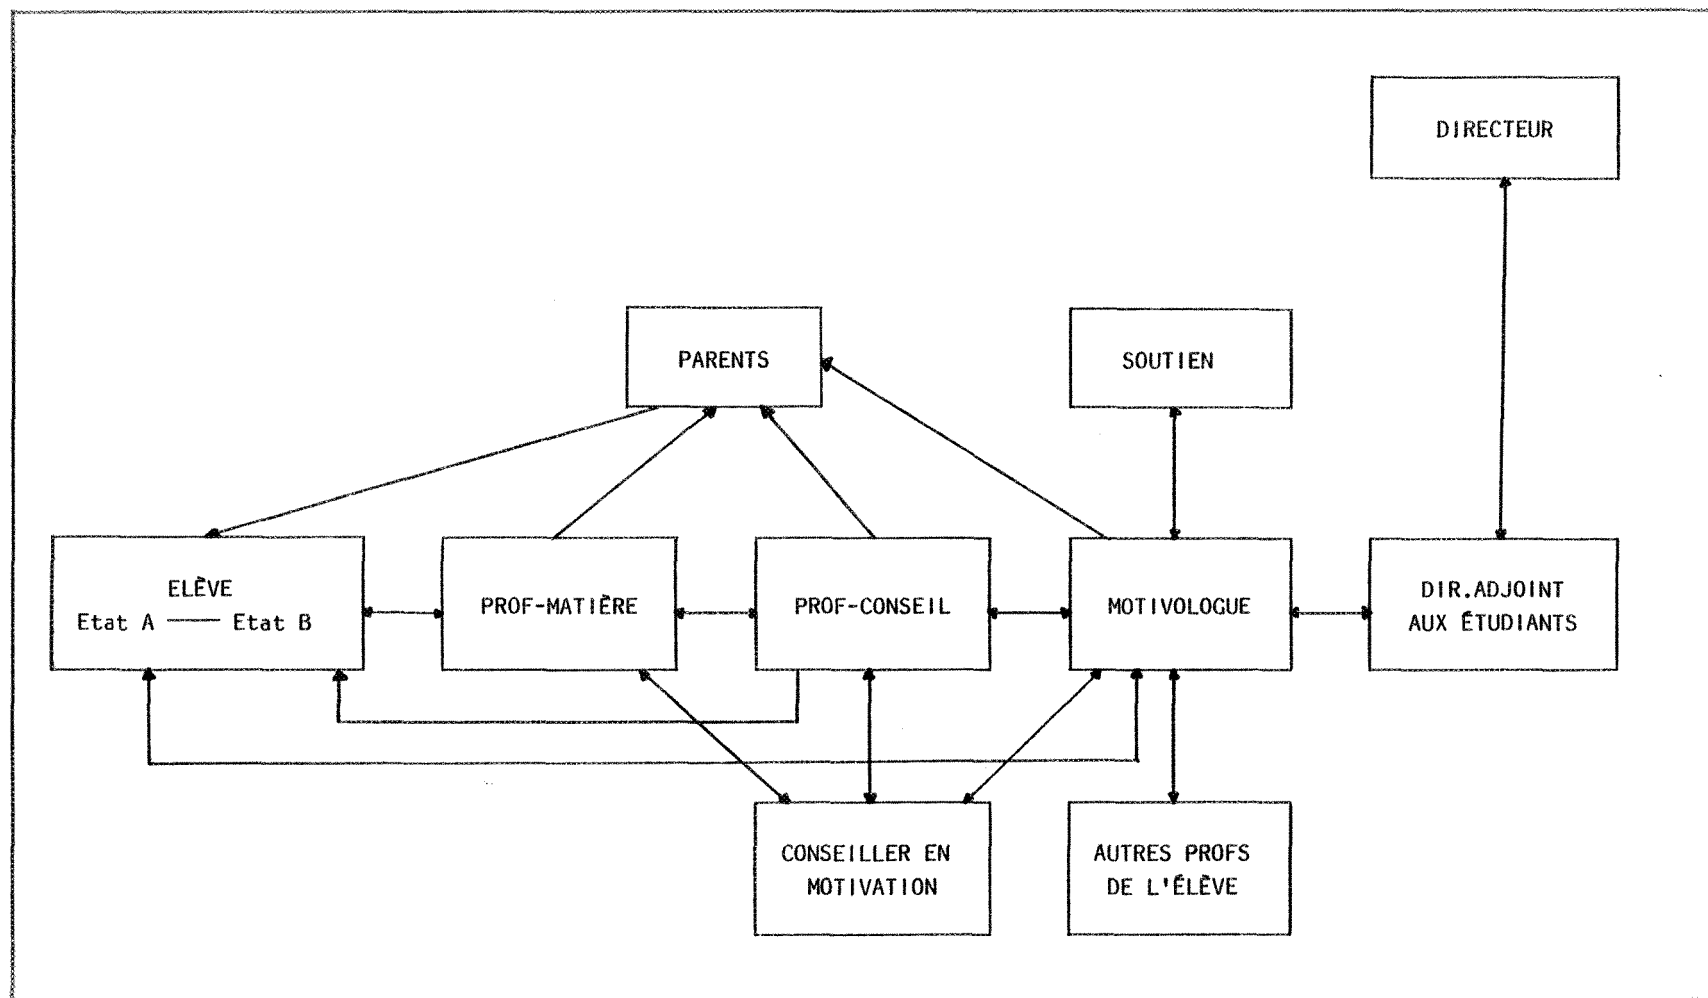 DIRECTEUR
PARENTS
SOUTIEN
ELÈVE
Etat A —— Etat B
PROF-MATIÈRE
PROF-CONSEIL
MOTIVOLOGUE
DIR.ADJOINT
AUX ÉTUDIANTS
CONSEILLER EN
MOTIVATION
AUTRES PROFS
DE L'ÉLÈVE